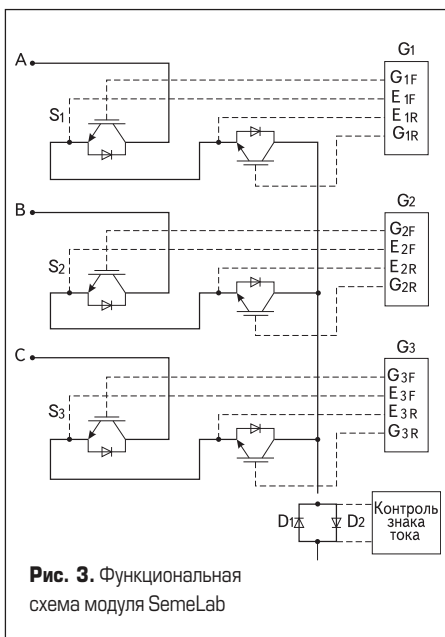 G1
A
G1F
E1F
S1
E1R
G1R
G2
B
G2F
E2F
S2
E2R
G2R
G3
C
G3F
E3F
S3
E3R
G3R
D1
D2
Контроль
знака
тока
Рис. 3. Функциональная
схема модуля SemeLab